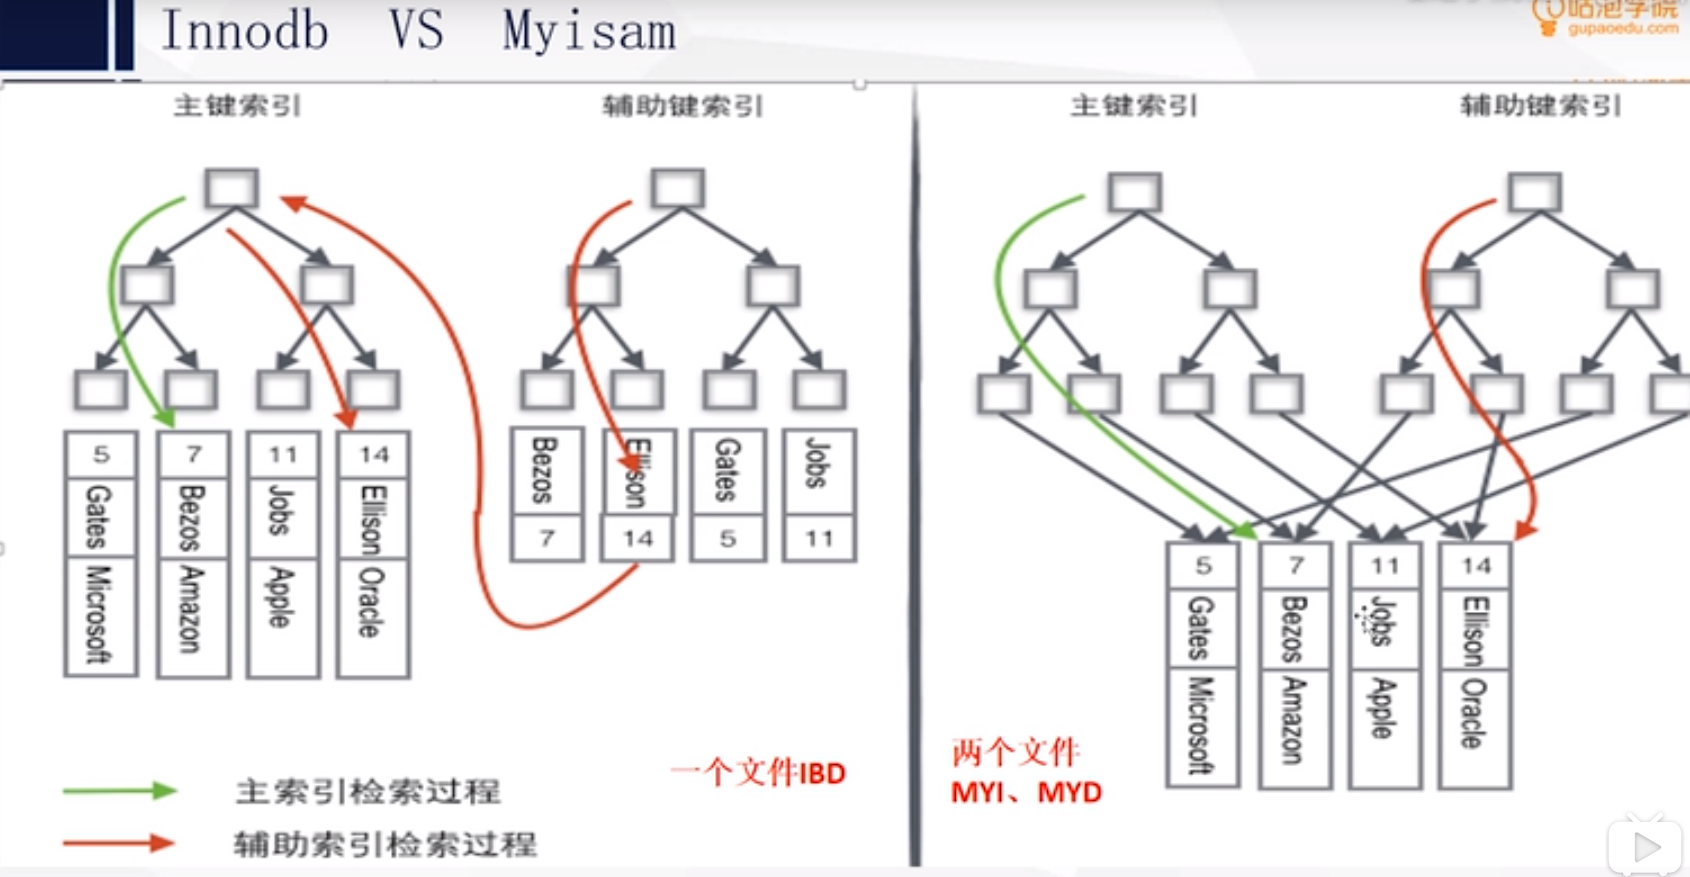 Innodb VS Myisam
咕泡学院
gupaoedu.com
主键索引
辅助键索引
5
7
11
14
Gates
Bezos
Jobs
Ellison
Microsoft
Amazon
Apple
Oracle
Bezos
Ellison
Gates
Jobs
7
14
5
11
一个文件IBD
主索引检索过程
辅助索引检索过程
主键索引
辅助键索引
5
7
11
14
Gates
Bezos
Jobs
Ellison
Microsoft
Amazon
Apple
Oracle
两个文件
MYI、MYD